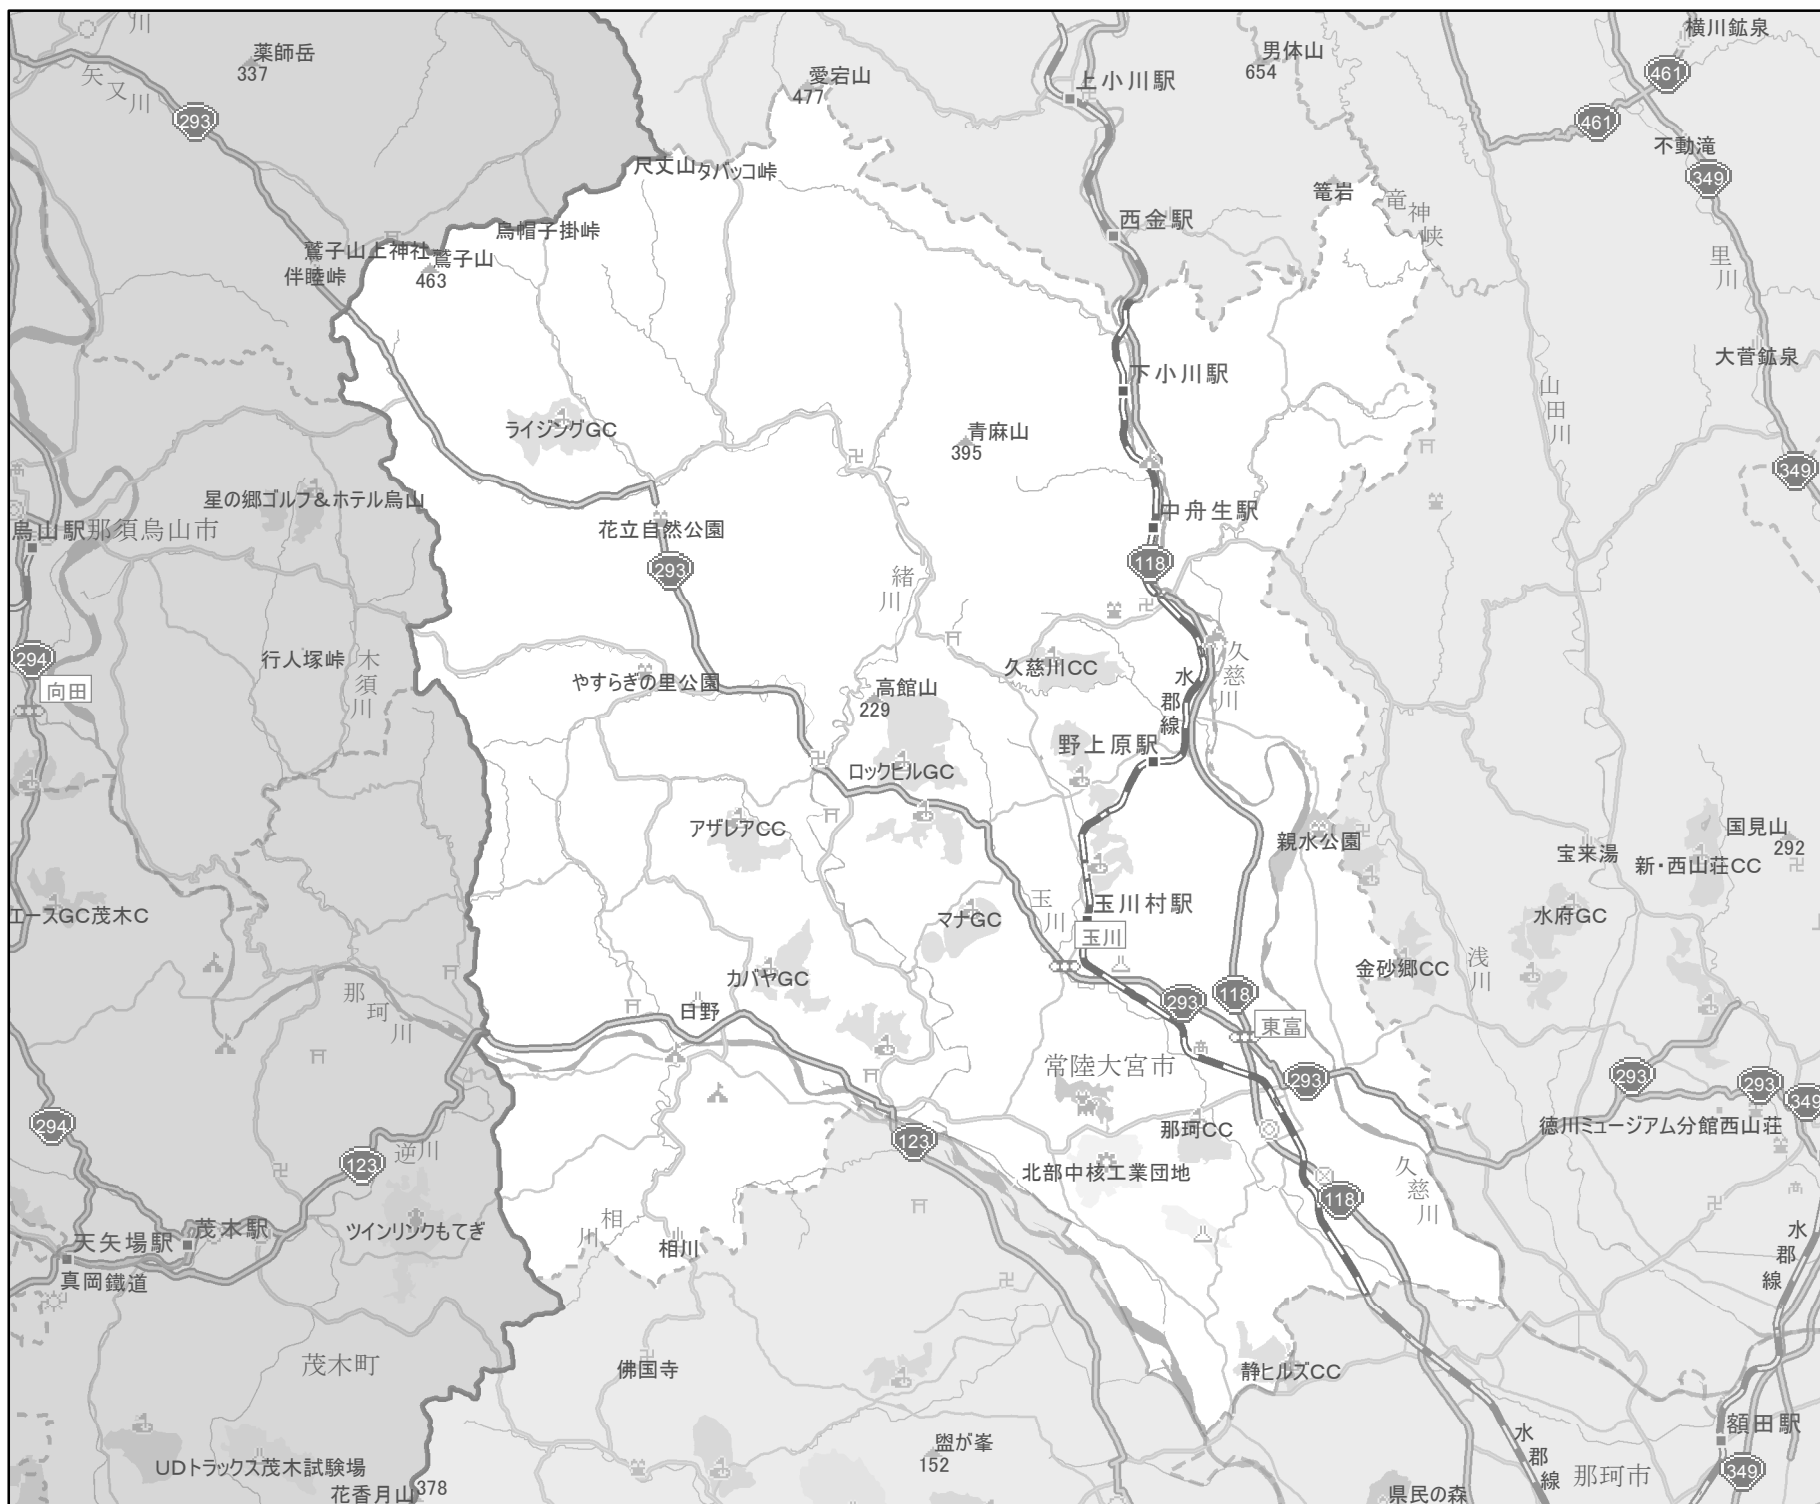 川
薬師岳
337
矢又川
293
愛宕山
477
上小川駅
男体山
654
横川鉱泉
461
461
不動滝
349
尺丈山
タバッコ峠
籠岩
竜神峡
西金駅
烏帽子掛峠
鷲子山上神社
鷲子山
463
伴睦峠
里川
大菅鉱泉
下小川駅
山田川
ライジングGC
青麻山
395
349
星の郷ゴルフ&ホテル烏山
烏山駅
那須烏山市
花立自然公園
293
中舟生駅
118
緒川
294
向田
行人塚峠
木須川
やすらぎの里公園
高館山
229
久慈川CC
久慈川
水郡線
野上原駅
ロックヒルGC
アザレアCC
親水公園
国見山
292
宝来湯
新・西山荘CC
エースGC茂木C
マナGC
玉川
玉川村駅
玉川
水府GC
浅川
金砂郷CC
カバヤGC
那珂川
日野
293
118
東富
常陸大宮市
293
293
293
349
294
123
逆川
123
那珂CC
徳川ミュージアム分館西山荘
北部中核工業団地
118
久慈川
天矢場駅
茂木駅
ツインリンクもてぎ
相川
相川
真岡鐵道
水郡線
茂木町
佛国寺
静ヒルズCC
額田駅
盥が峯
152
水郡線
那珂市
349
UDトラックス茂木試験場
花香月山
378
県民の森